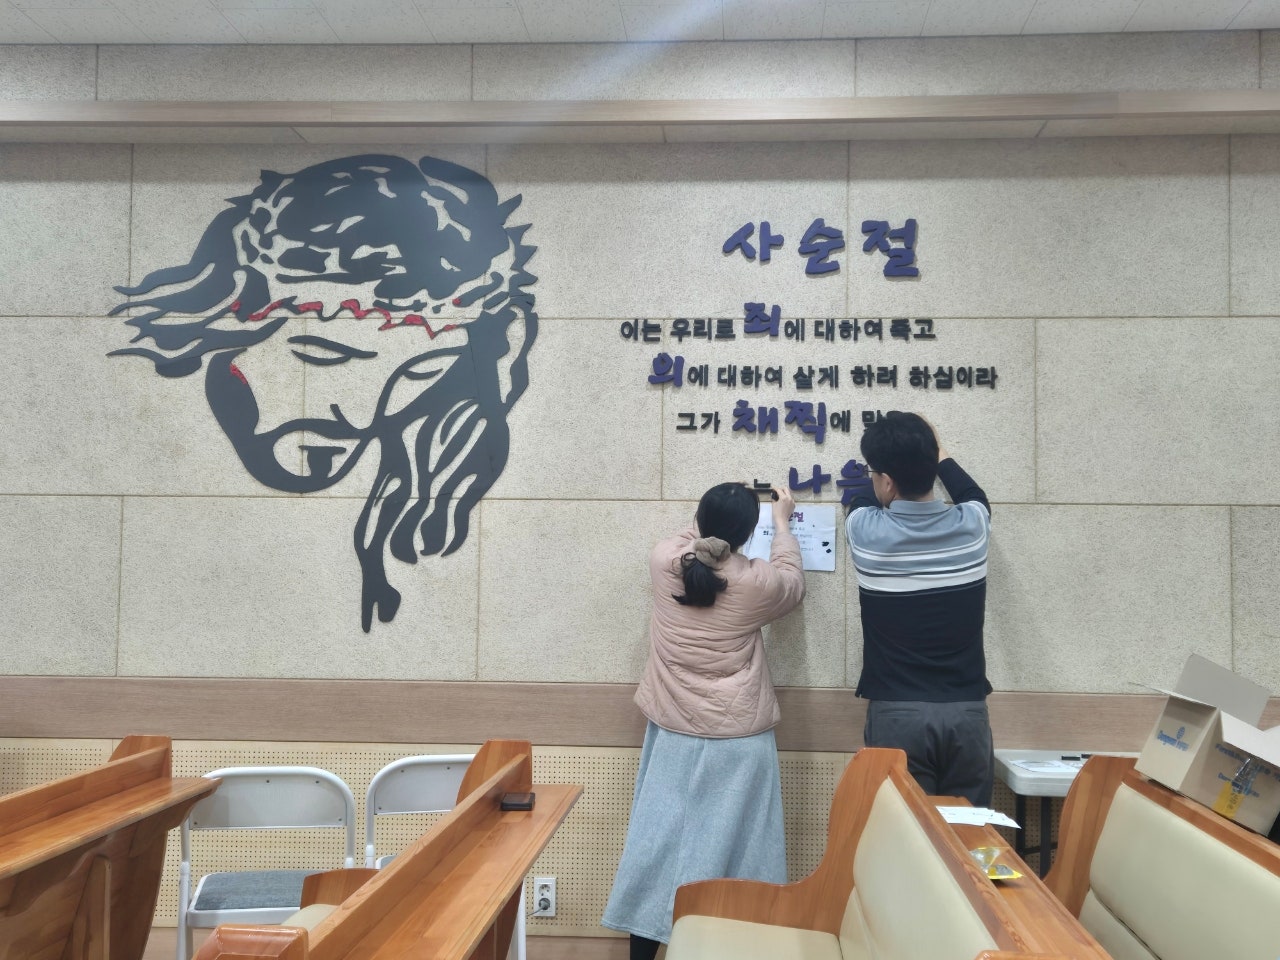 사순절
이는 우리로 죄에 대하여 죽고
의에 대하여 살게 하려 하심이라
그가 채찍에
는 나음